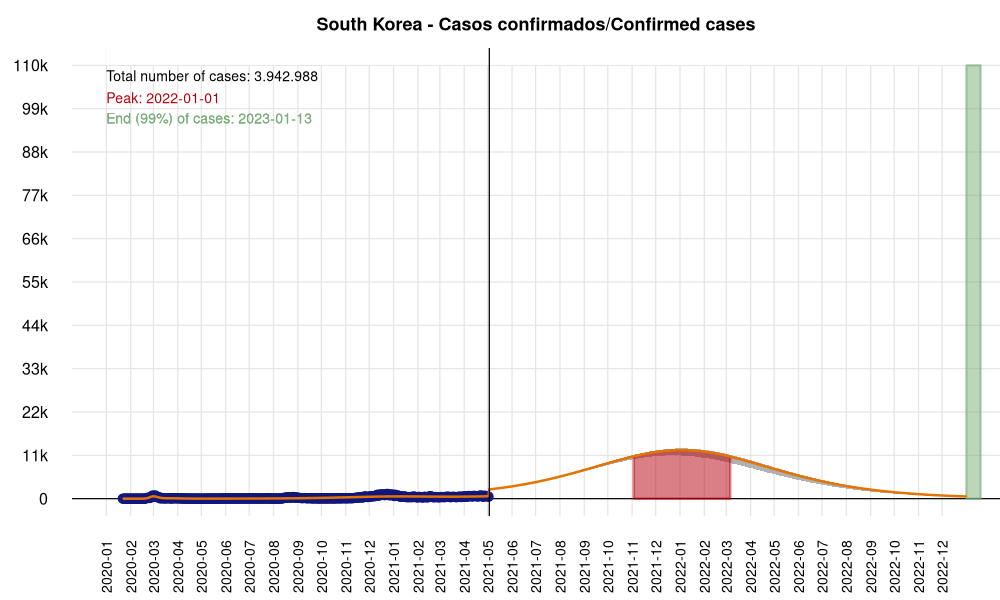 South Korea - Casos confirmados/Confirmed cases
Total number of cases: 3.942.988
Peak: 2022-01-01
End (99%) of cases: 2023-01-13
110k
99k
88k
77k
66k
55k
44k
33k
22k
11k
0
2020-01
2020-02
2020-03
2020-04
2020-05
2020-06
2020-07
2020-08
2020-09
2020-10
2020-11
2020-12
2021-01
2021-02
2021-03
2021-04
2021-05
2021-06
2021-07
2021-08
2021-09
2021-10
2021-11
2021-12
2022-01
2022-02
2022-03
2022-04
2022-05
2022-06
2022-07
2022-08
2022-09
2022-10
2022-11
2022-12